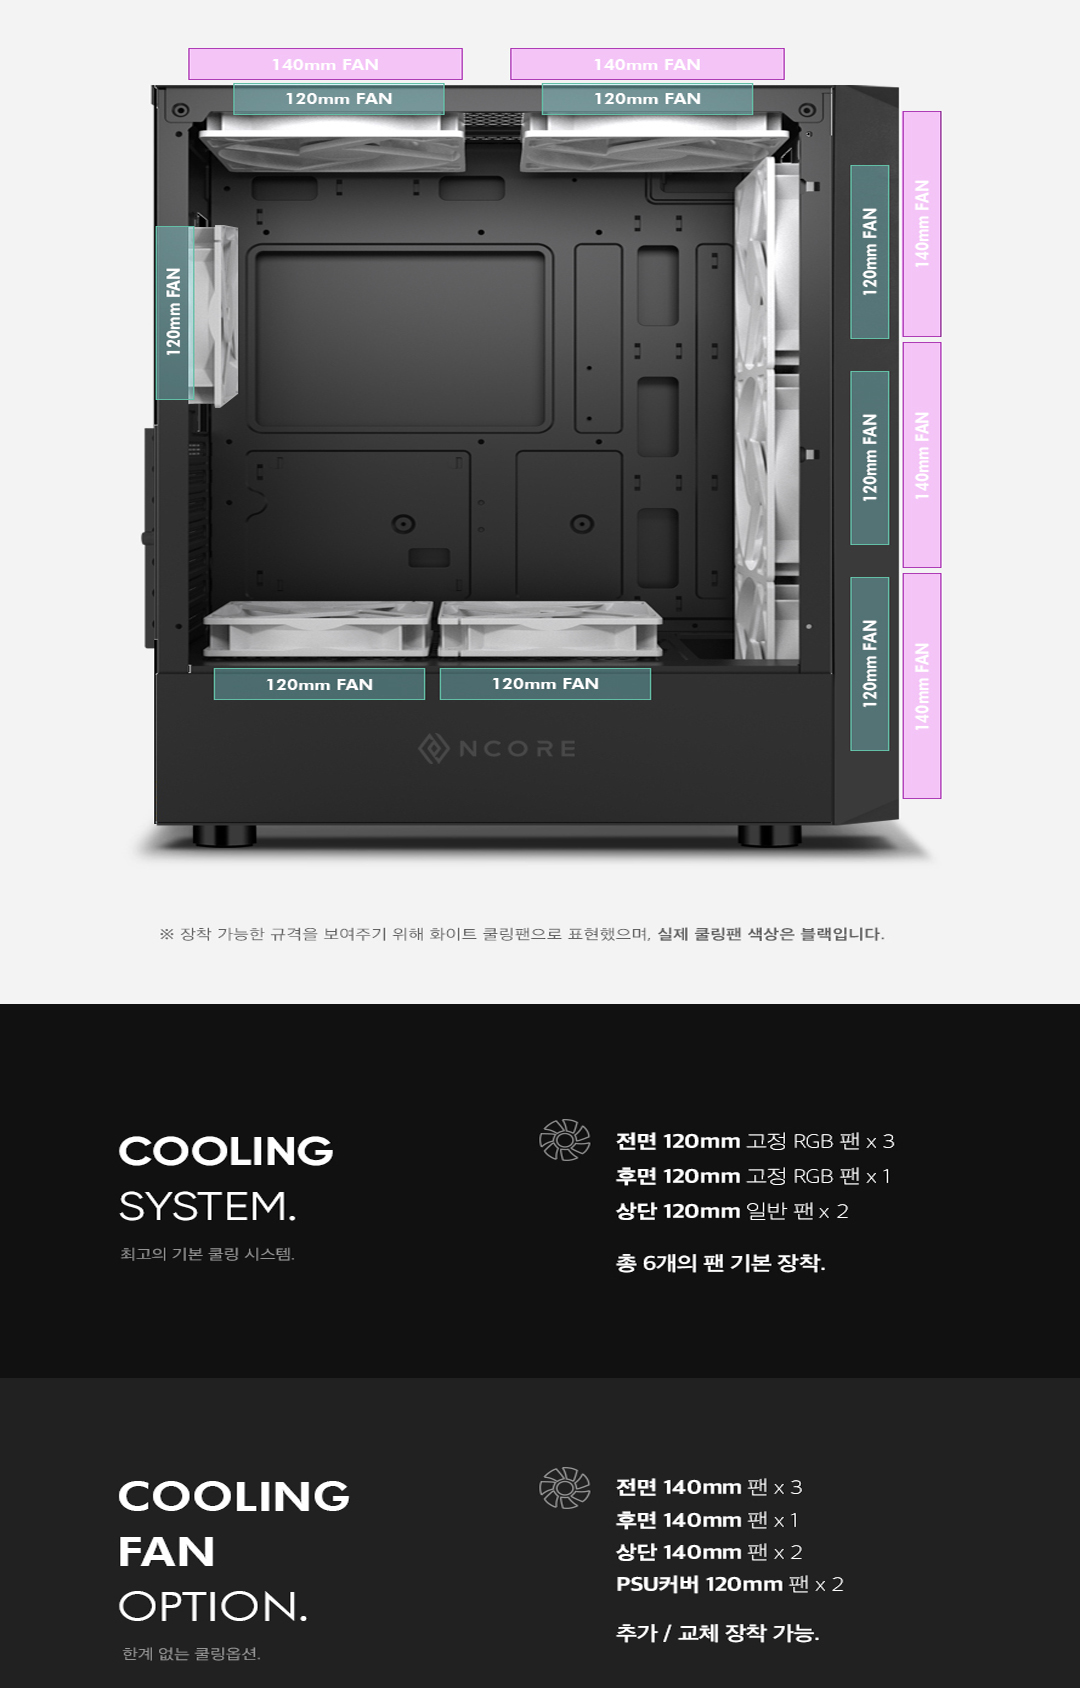 140mm FAN
140mm FAN
120mm FAN
120mm FAN
120mm FAN
120mm FAN
140mm FAN
120mm FAN
140mm FAN
120mm FAN
140mm FAN
120mm FAN
120mm FAN
NCORE
※ 장착 가능한 규격을 보여주기 위해 화이트 쿨링팬으로 표현했으며, 실제 쿨링팬 색상은 블랙입니다.
COOLING
SYSTEM.
최고의 기본 쿨링 시스템.
전면 120mm 고정 RGB 팬 x 3
후면 120mm 고정 RGB 팬 x 1
상단 120mm 일반 팬 x 2
총 6개의 팬 기본 장착.
COOLING
FAN
OPTION.
한계 없는 쿨링옵션.
전면 140mm 팬 x 3
후면 140mm 팬 x 1
상단 140mm 팬 x 2
PSU커버 120mm 팬 x 2
추가 / 교체 장착 가능.